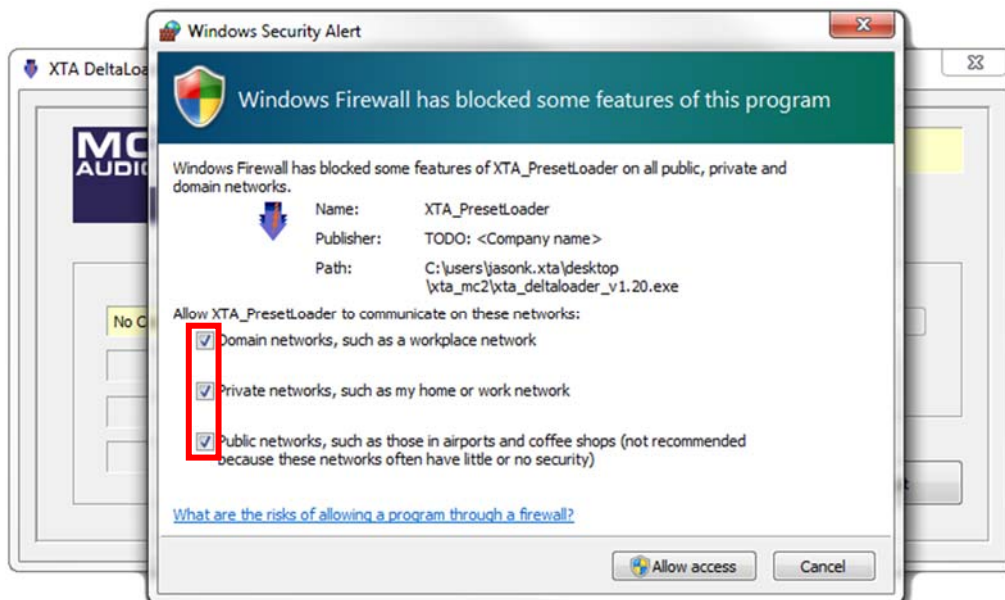 Windows Security Alert
XTA DeltaLoa
Windows Firewall has blocked some features of this program
MC
AUDIO
Windows Firewall has blocked some features of XTA_PresetLoader on all public, private and
domain networks.
Name: XTA_PresetLoader
Publisher: TODO: <Company name>
Path: C:\users\jasonk.xta\desktop
\xta_mc2\xta_deltaloader_v1.20.exe
Allow XTA_PresetLoader to communicate on these networks:
No C
Domain networks, such as a workplace network
Private networks, such as my home or work network
Public networks, such as those in airports and coffee shops (not recommended
because these networks often have little or no security)
What are the risks of allowing a program through a firewall?
Allow access
Cancel